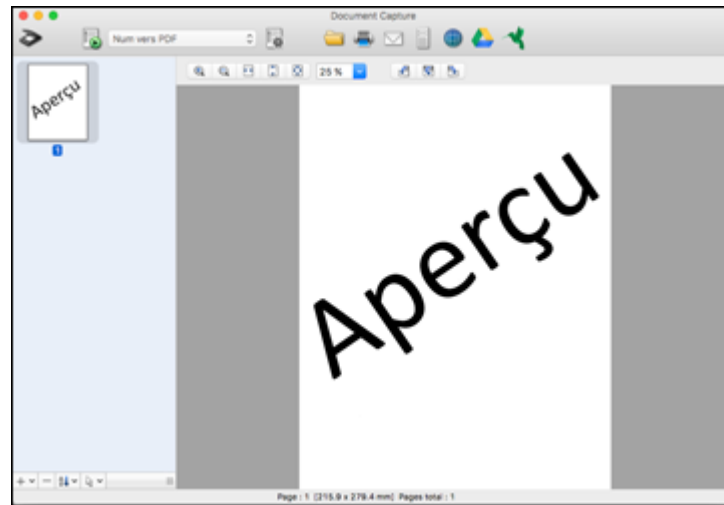 Document Capture
Num vers PDF
25 %
Aperçu
1
Aperçu
Page : 1 [215.9 x 279.4 mm] Pages total : 1